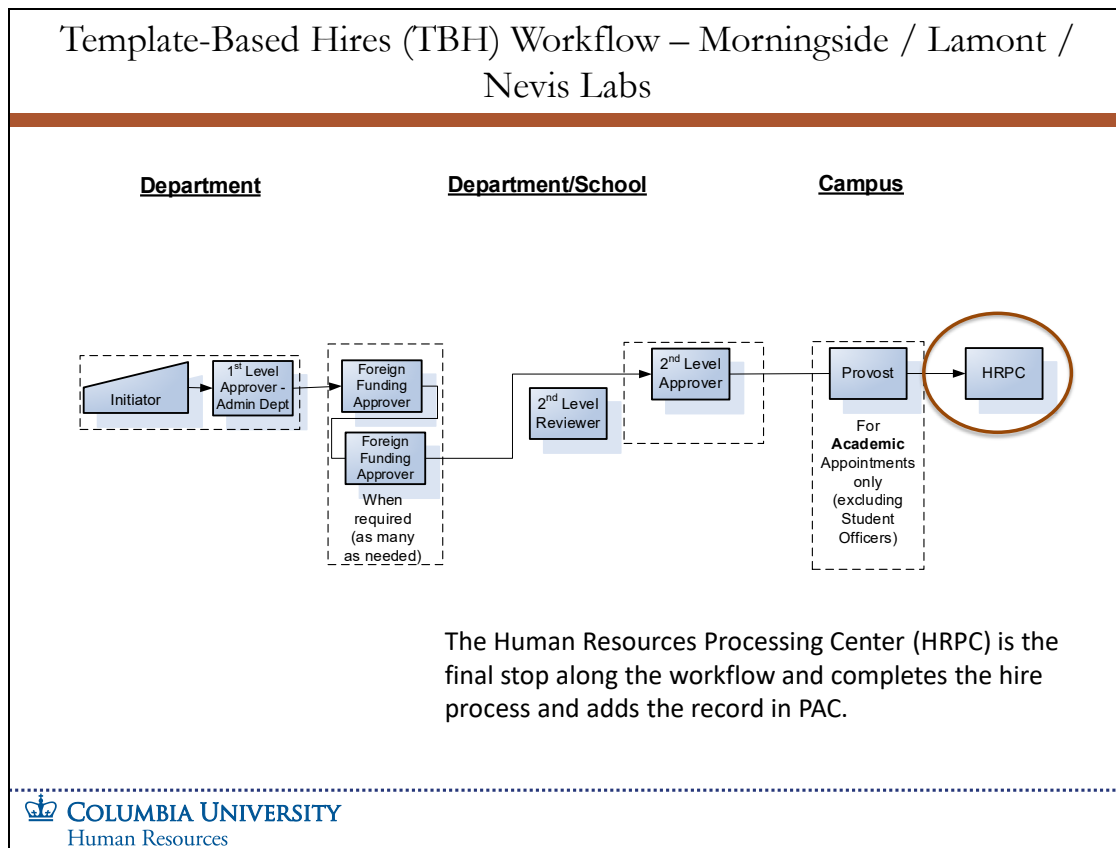 Template-Based Hires (TBH) Workflow – Morningside / Lamont /
Nevis Labs
Department
Department/School
Campus
Initiator
1st Level
Approver -
Admin Dept
Foreign
Funding
Approver
Foreign
Funding
Approver
When
required
(as many
as needed)
2nd Level
Reviewer
2nd Level
Approver
Provost
For
Academic
Appointments
only
(excluding
Student
Officers)
HRPC
The Human Resources Processing Center (HRPC) is the
final stop along the workflow and completes the hire
process and adds the record in PAC.
COLUMBIA UNIVERSITY
Human Resources